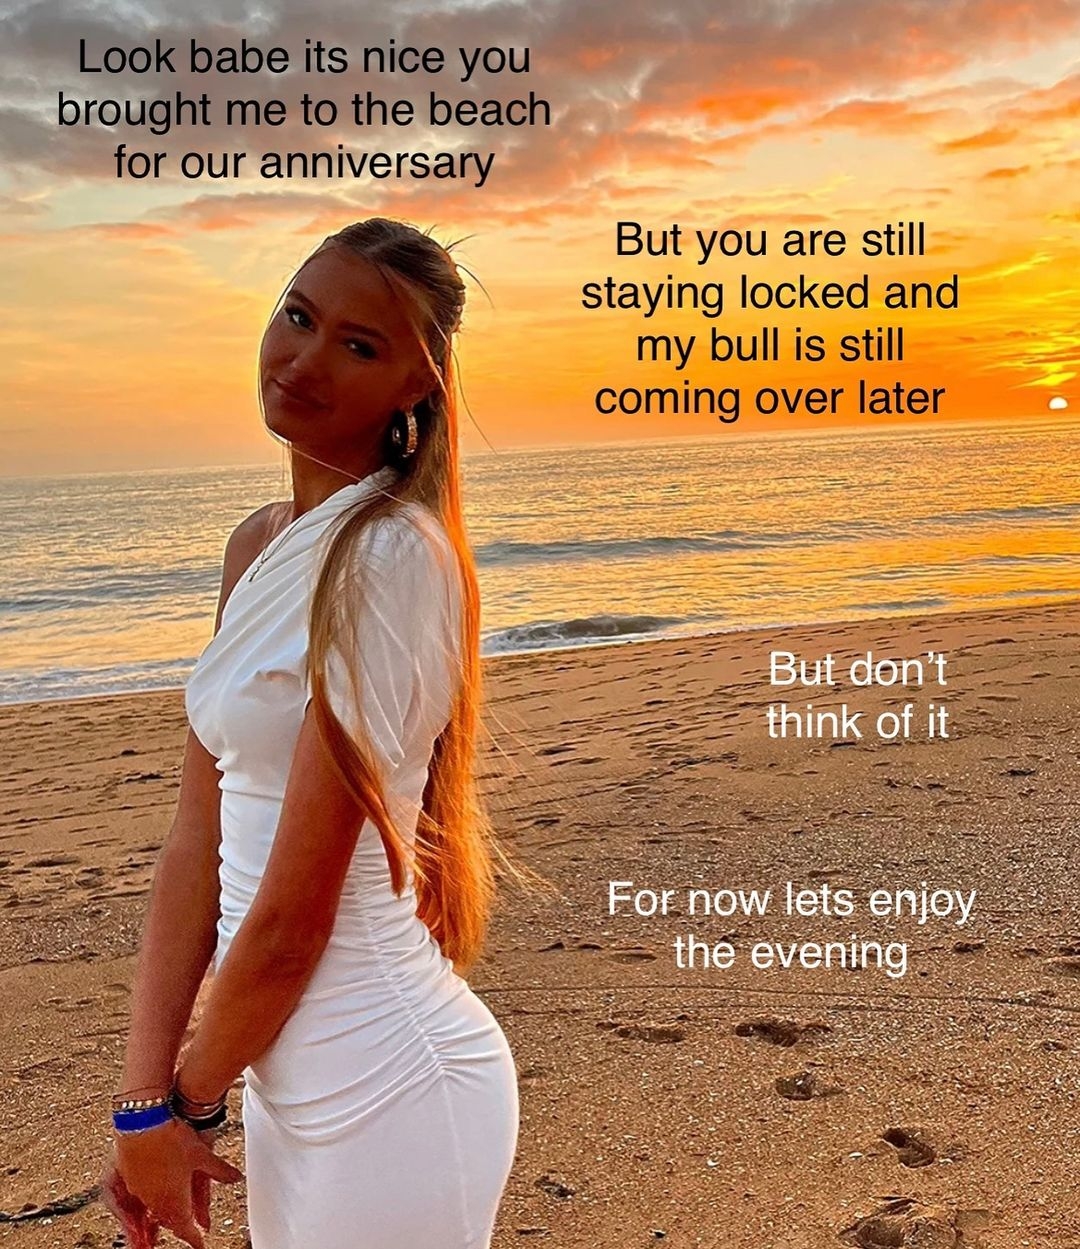 Look babe its nice you
brought me to the beach
for our anniversary
But you are still
staying locked and
my bull is still
coming over later
But don’t
think of it
For now lets enjoy
the evening